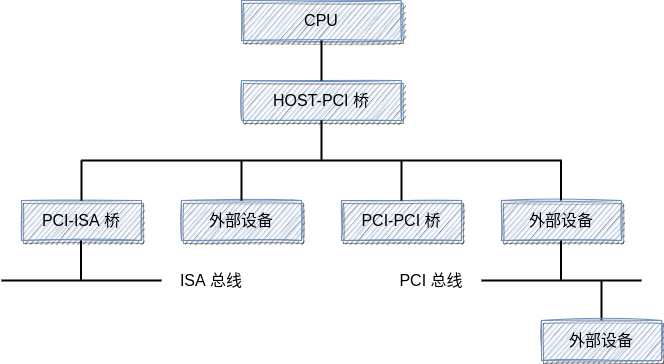 CPU
HOST-PCI 桥
PCI-ISA 桥
外部设备
PCI-PCI 桥
外部设备
ISA 总线
PCI 总线
外部设备